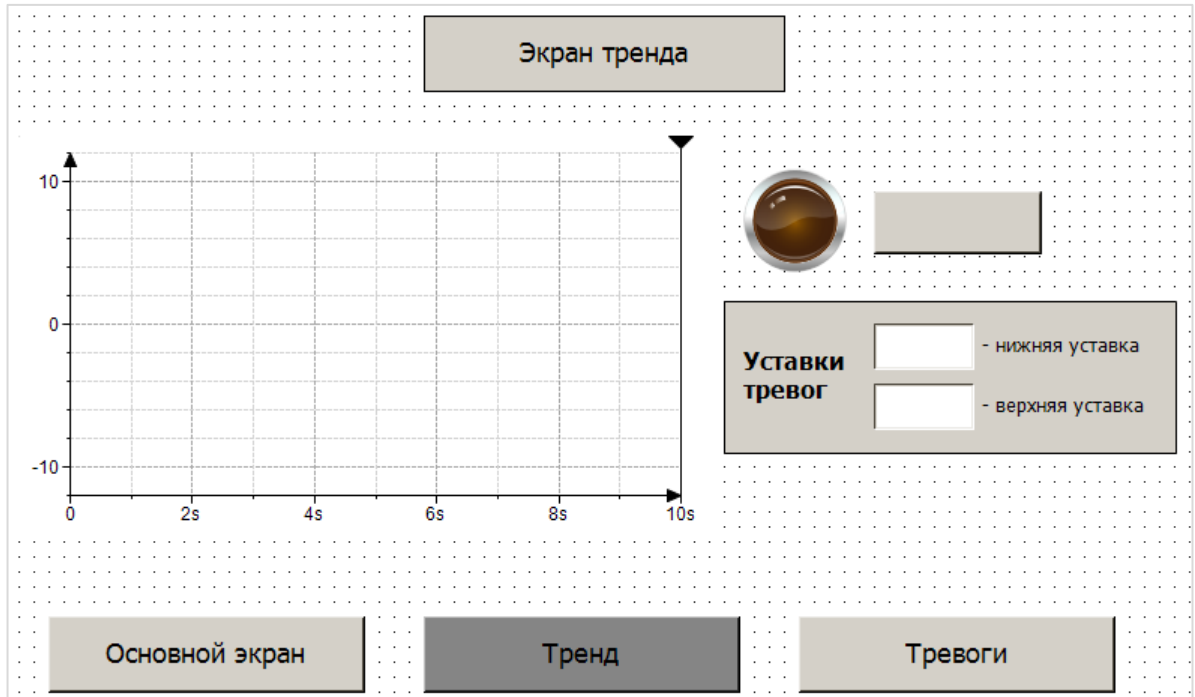 Экран тренда
10
0
-10
0 2s 4s 6s 8s 10s
Уставки
тревог
- нижняя уставка
- верхняя уставка
Основной экран
Тренд
Тревоги